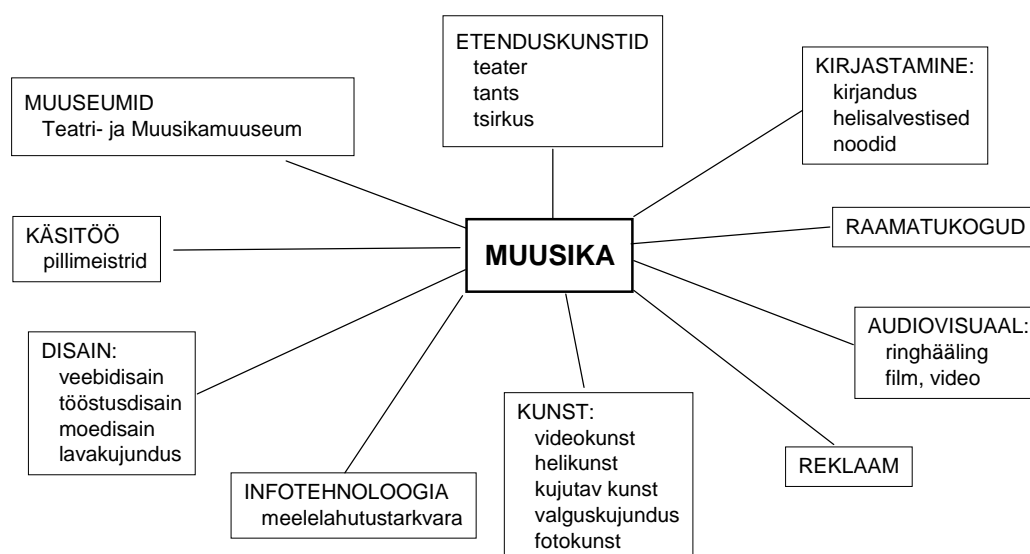 ETENDUSKUNSTID
teater
tants
tsirkus
KIRJASTAMINE:
kirjandus
helisalvestised
noodid
MUUSEUMID
Teatri- ja Muusikamuuseum
KÄSITÖÖ
pillimeistrid
MUUSIKA
RAAMATUKOGUD
AUDIOVISUAAL:
ringhääling
film, video
DISAIN:
veebidisain
tööstusdisain
moedisain
lavakujundus
INFOTEHNOLOOGIA
meelelahutustarkvara
KUNST:
videokunst
helikunst
kujutav kunst
valguskujundus
fotokunst
REKLAAM